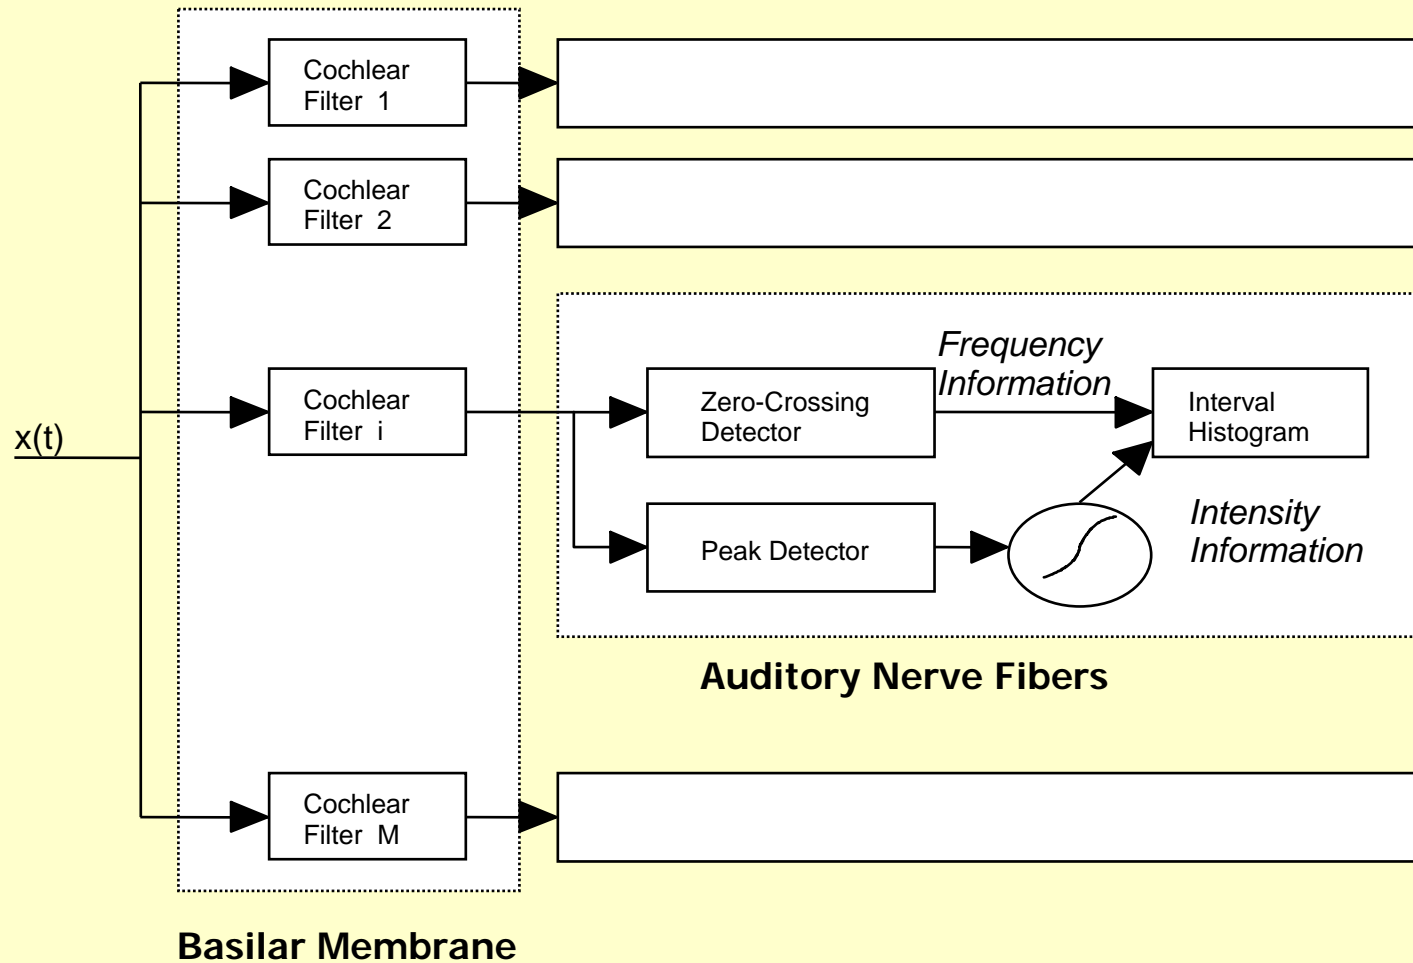 Cochlear
Filter 1
Cochlear
Filter 2
x(t)
Cochlear
Filter i
Zero-Crossing
Detector
Frequency
Information
Interval
Histogram
Peak Detector
Intensity
Information
Auditory Nerve Fibers
Cochlear
Filter M
Basilar Membrane